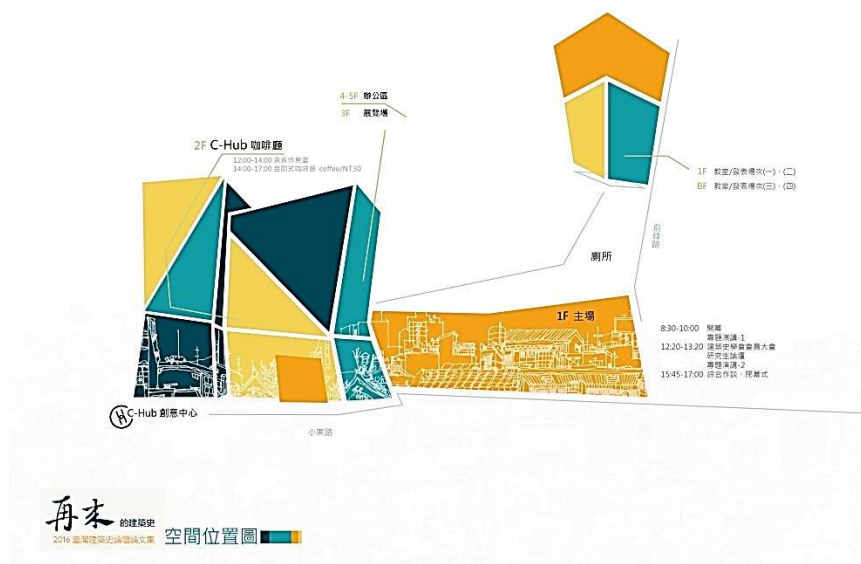 4-5F 辦公區
3F 展覽場
2F C-Hub 咖啡廳
12:00-14:00 貴賓休息室
14:00-17:00 自助式咖啡槽 coffee/NT30
1F 教室/發表場次(一)、(二)
BF 教室/發表場次(三)、(四)
前鋒路
廁所
1F 主場
8:30-10:00 開幕
專題演講-1
12:20-13:20 建築史學會會員大會
研究生論壇
專題演講-2
15:45-17:00 綜合座談、閉幕式
C-Hub 創意中心
小東路
再未 的建築史
2016 臺灣建築史論壇論文集
空間位置圖